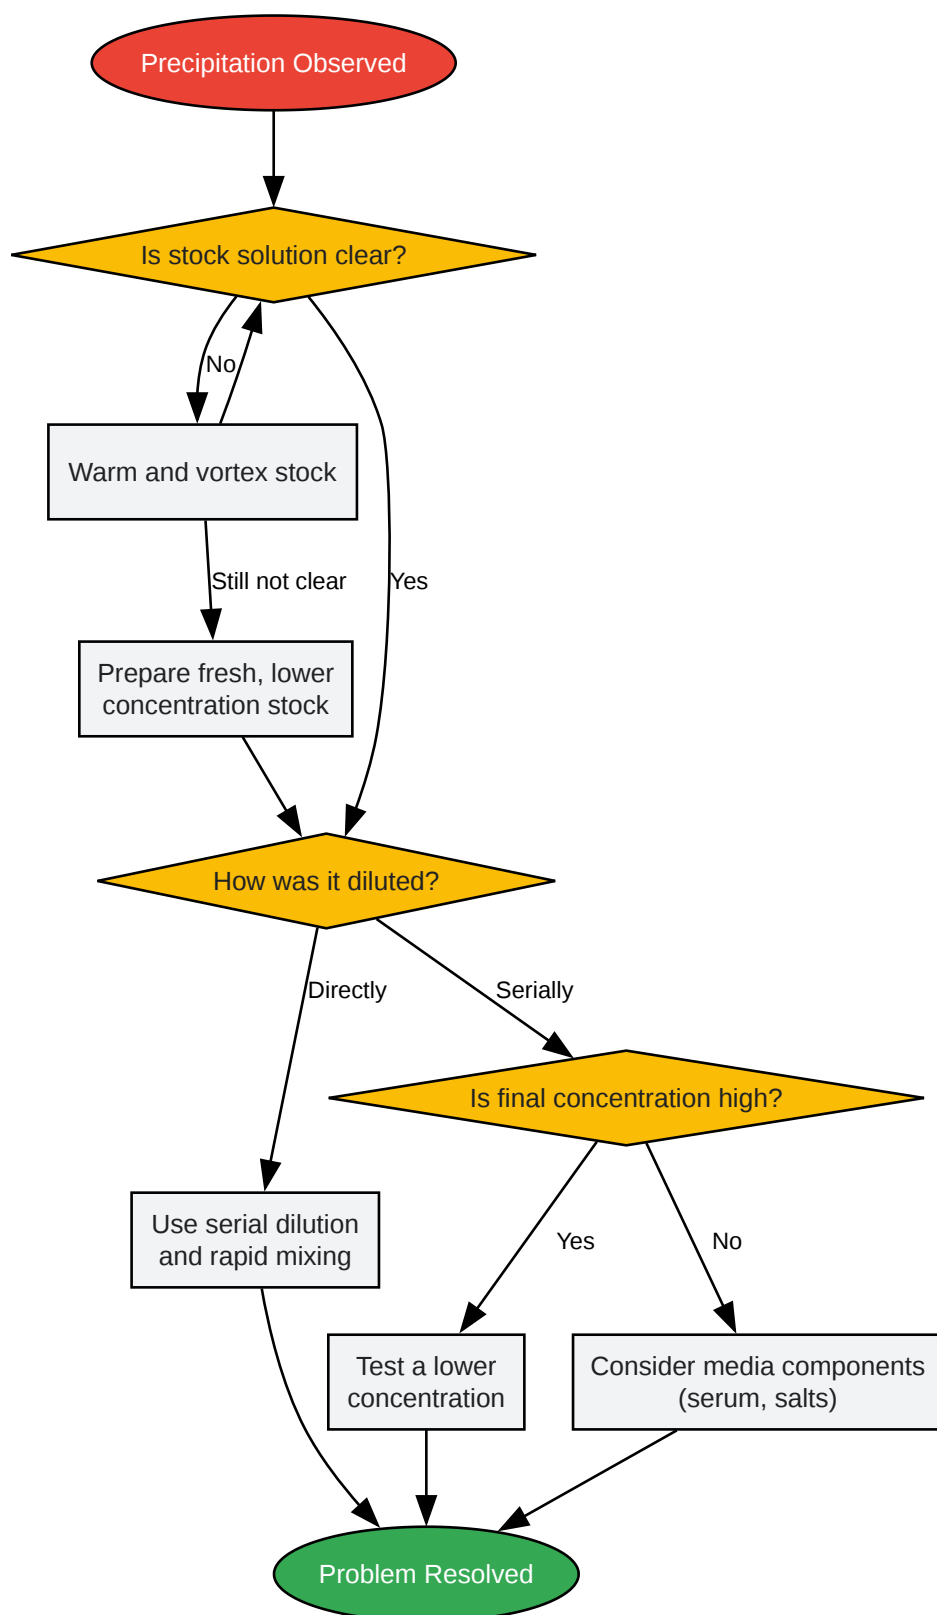 Precipitation Observed
Is stock solution clear?
No
Warm and vortex stock
Still not clear
Yes
Prepare fresh, lower
concentration stock
How was it diluted?
Directly
Serially
Is final concentration high?
Use serial dilution
and rapid mixing
Yes
No
Test a lower
concentration
Consider media components
(serum, salts)
Problem Resolved